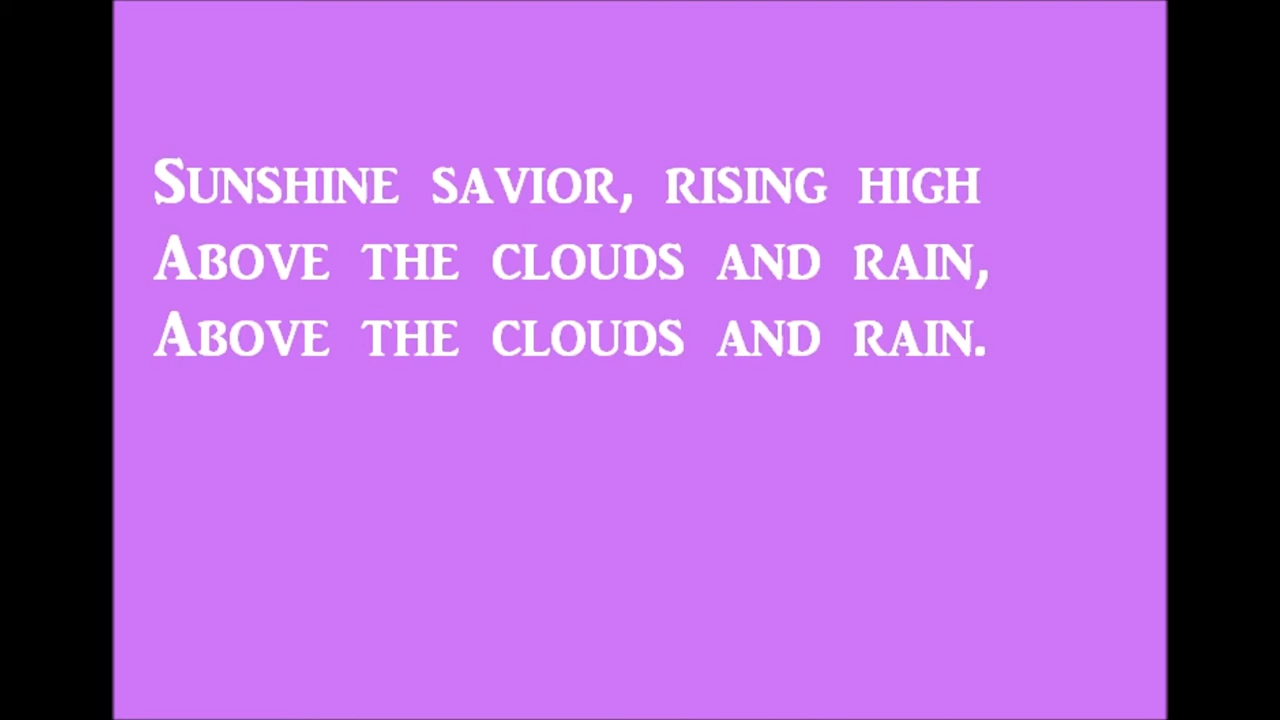 Sunshine savior, rising high
Above the clouds and rain,
Above the clouds and rain.